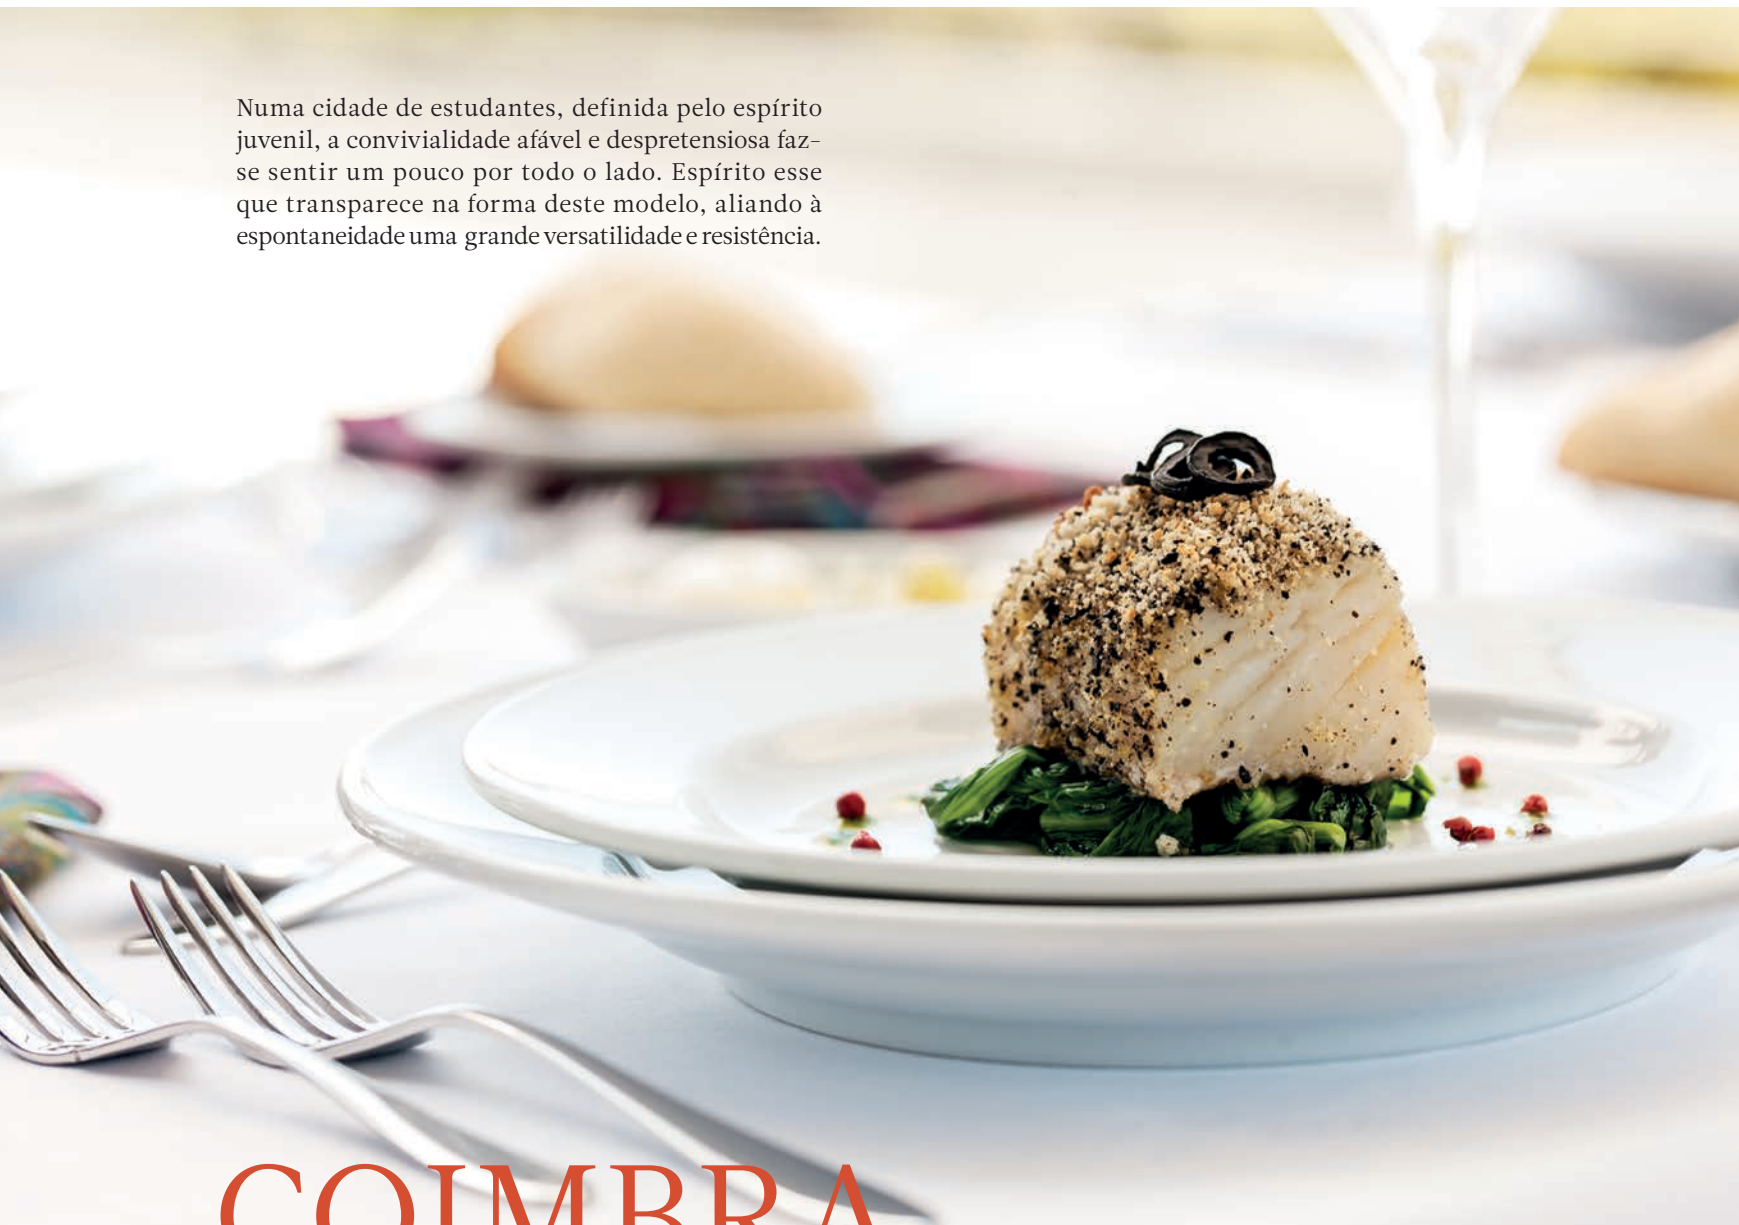 Numa cidade de estudantes, definida pelo espírito
juvenil, a convivialidade afável e despretensiosa faz-
se sentir um pouco por todo o lado. Espírito esse
que transparece na forma deste modelo, aliando à
espontaneidade uma grande versatilidade e resistência.
COIMBRA